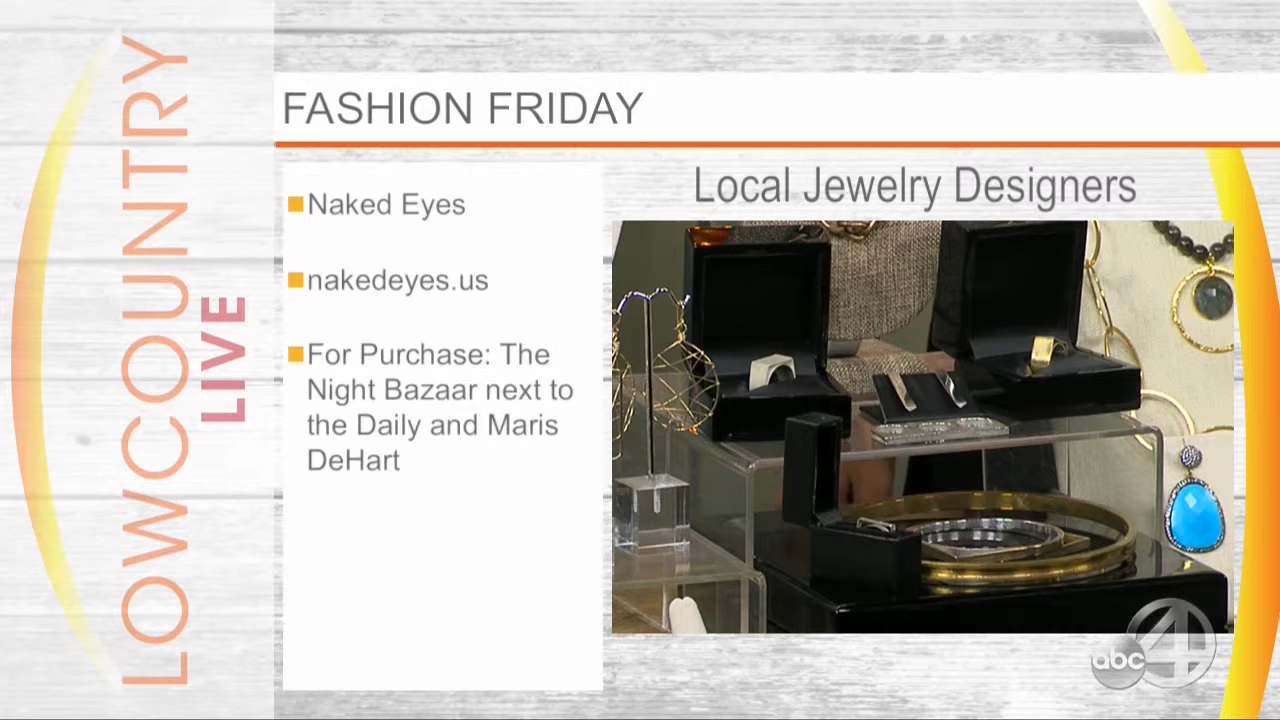 LOWCOUNTRY
LIVE
FASHION FRIDAY
Naked Eyes
nakedeyes.us
For Purchase: The
Night Bazaar next to
the Daily and Maris
DeHart
Local Jewelry Designers
abc 4